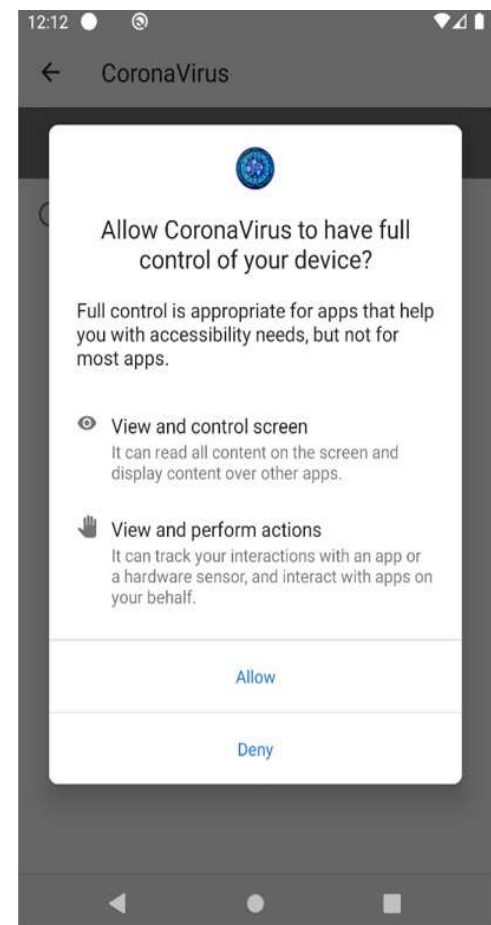 12:12
CoronaVirus
Allow CoronaVirus to have full
control of your device?
Full control is appropriate for apps that help
you with accessibility needs, but not for
most apps.
View and control screen
It can read all content on the screen and
display content over other apps.
View and perform actions
It can track your interactions with an app or
a hardware sensor, and interact with apps on
your behalf.
Allow
Deny